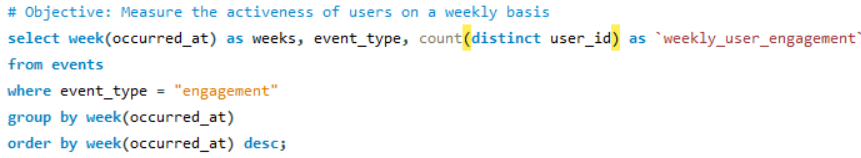 # Objective: Measure the activeness of users on a weekly basis
select week(occurred_at) as weeks, event_type, count(distinct user_id) as `weekly_user_engagement`
from events
where event_type = "engagement"
group by week(occurred_at)
order by week(occurred_at) desc;